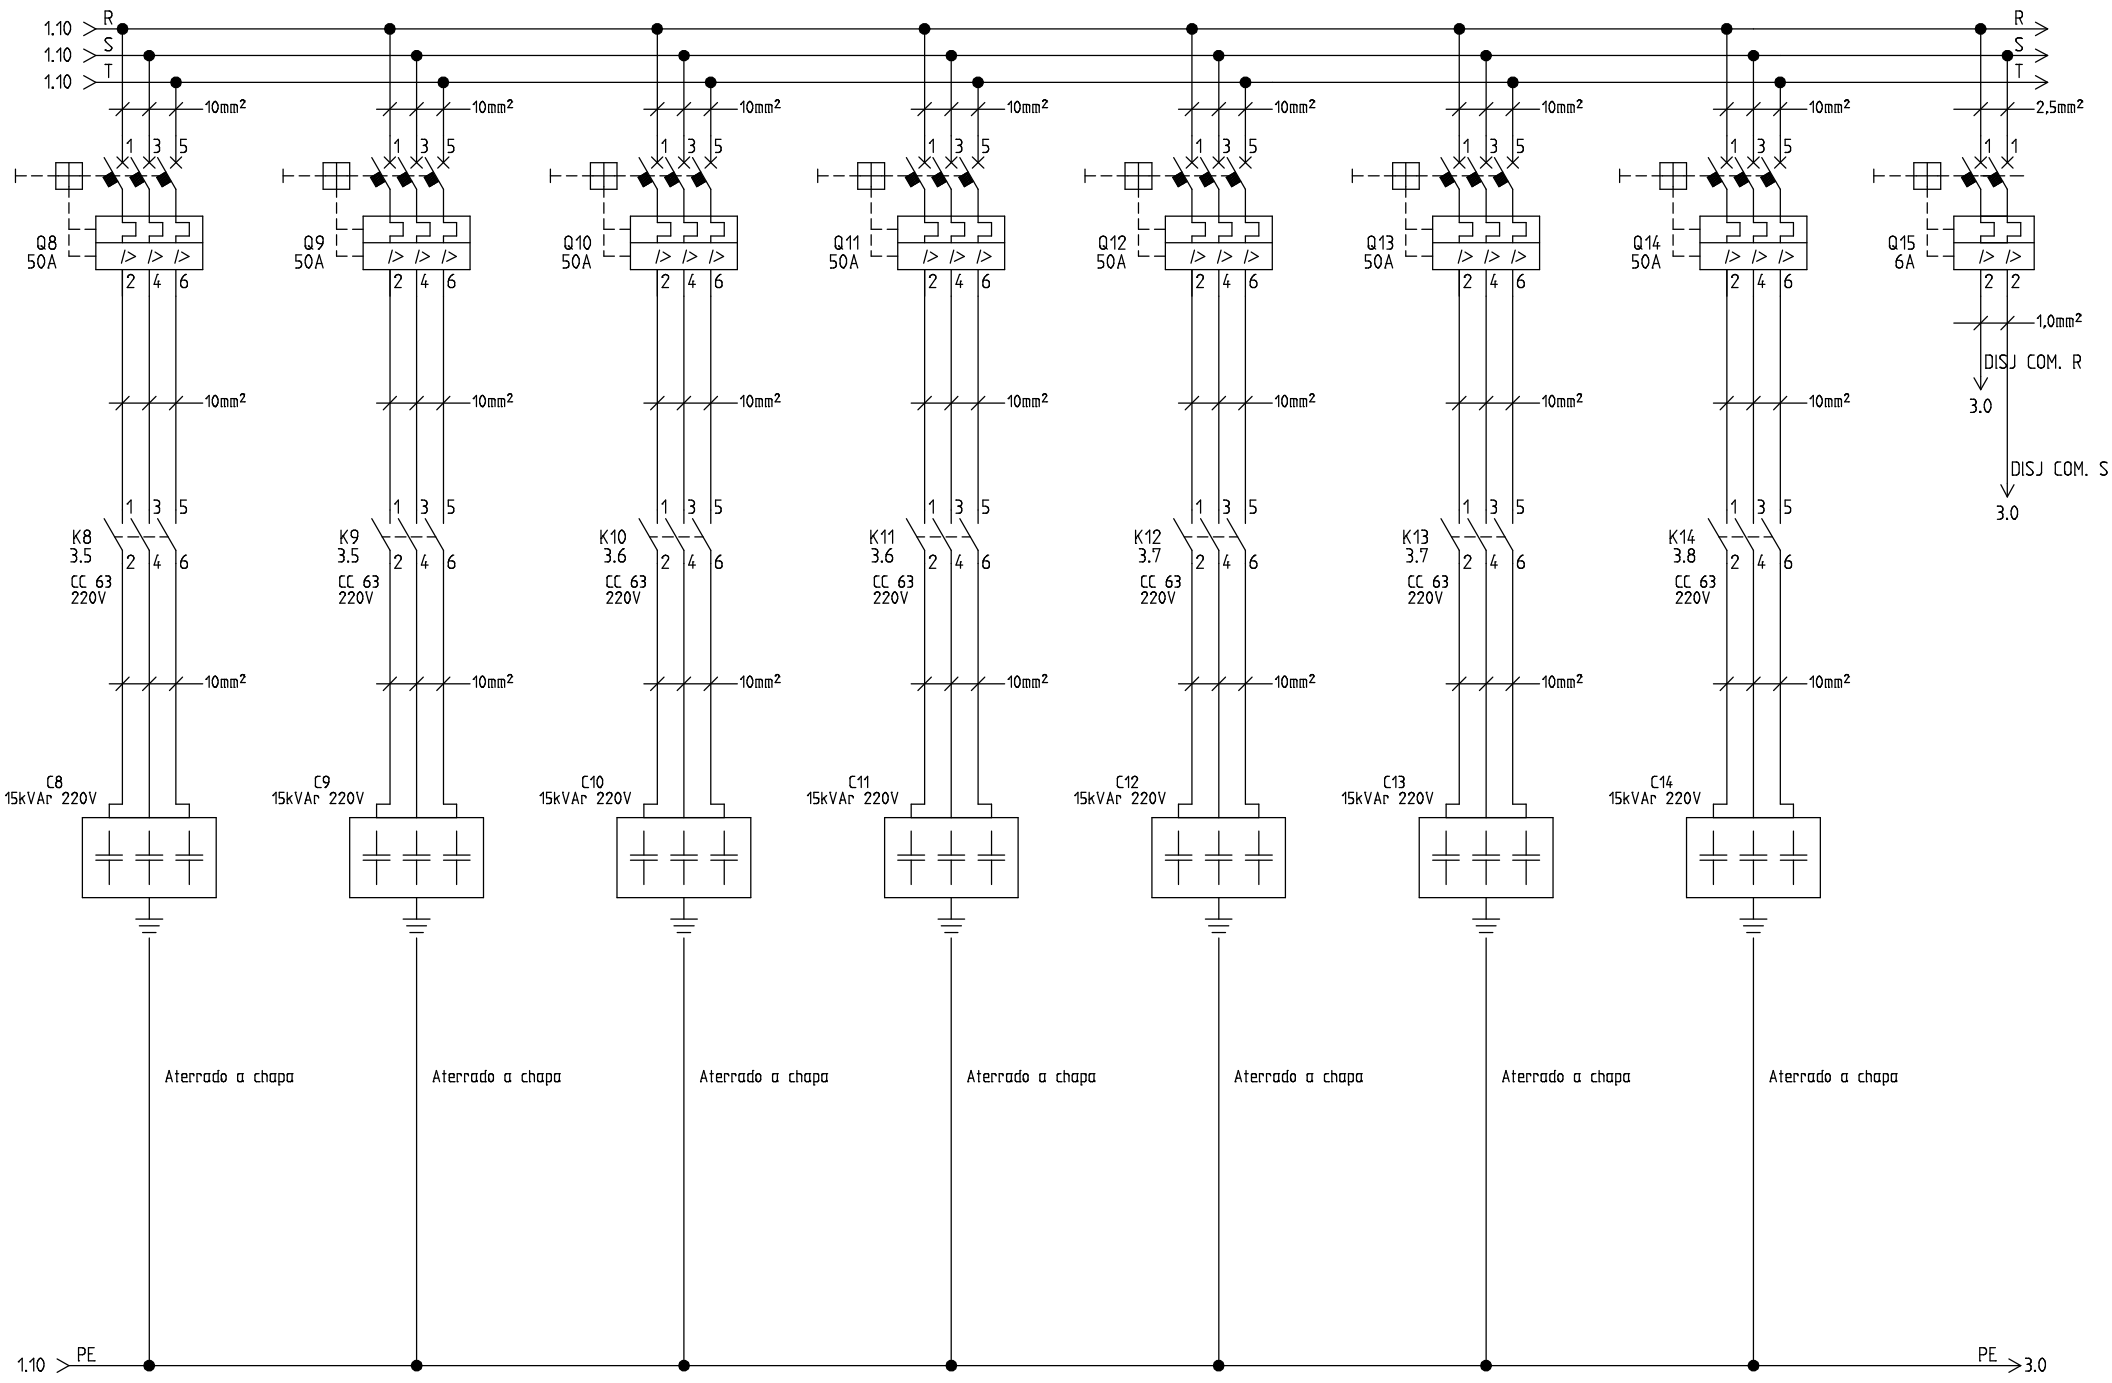 1.10 R R
1.10 S S
1.10 T T
10mm² 10mm² 10mm² 10mm² 10mm² 10mm² 10mm² 2,5mm²
1 3 5 1 3 5 1 3 5 1 3 5 1 3 5 1 3 5 1 3 5 1 1
Q8 Q9 Q10 Q11 Q12 Q13 Q14 Q15
50A 50A 50A 50A 50A 50A 50A 6A
I> I> I> I> I> I> I> I> I> I> I> I> I> I> I> I> I> I> I> I> I> I> I>
2 4 6 2 4 6 2 4 6 2 4 6 2 4 6 2 4 6 2 4 6 2 2
1,0mm²
DISJ COM. R
10mm² 10mm² 10mm² 10mm² 10mm² 10mm² 10mm² 3.0
DISJ COM. S
1 3 5 1 3 5 1 3 5 1 3 5 1 3 5 1 3 5 1 3 5 3.0
K8 K9 K10 K11 K12 K13 K14
3.5 3.5 3.6 3.6 3.7 3.7 3.8
2 4 6 2 4 6 2 4 6 2 4 6 2 4 6 2 4 6 2 4 6
CC 63 CC 63 CC 63 CC 63 CC 63 CC 63 CC 63
220V 220V 220V 220V 220V 220V 220V
10mm² 10mm² 10mm² 10mm² 10mm² 10mm² 10mm²
C8 C9 C10 C11 C12 C13 C14
15kVAr 220V 15kVAr 220V 15kVAr 220V 15kVAr 220V 15kVAr 220V 15kVAr 220V 15kVAr 220V
Aterrado a chapa Aterrado a chapa Aterrado a chapa Aterrado a chapa Aterrado a chapa Aterrado a chapa Aterrado a chapa
1.10 PE PE 3.0